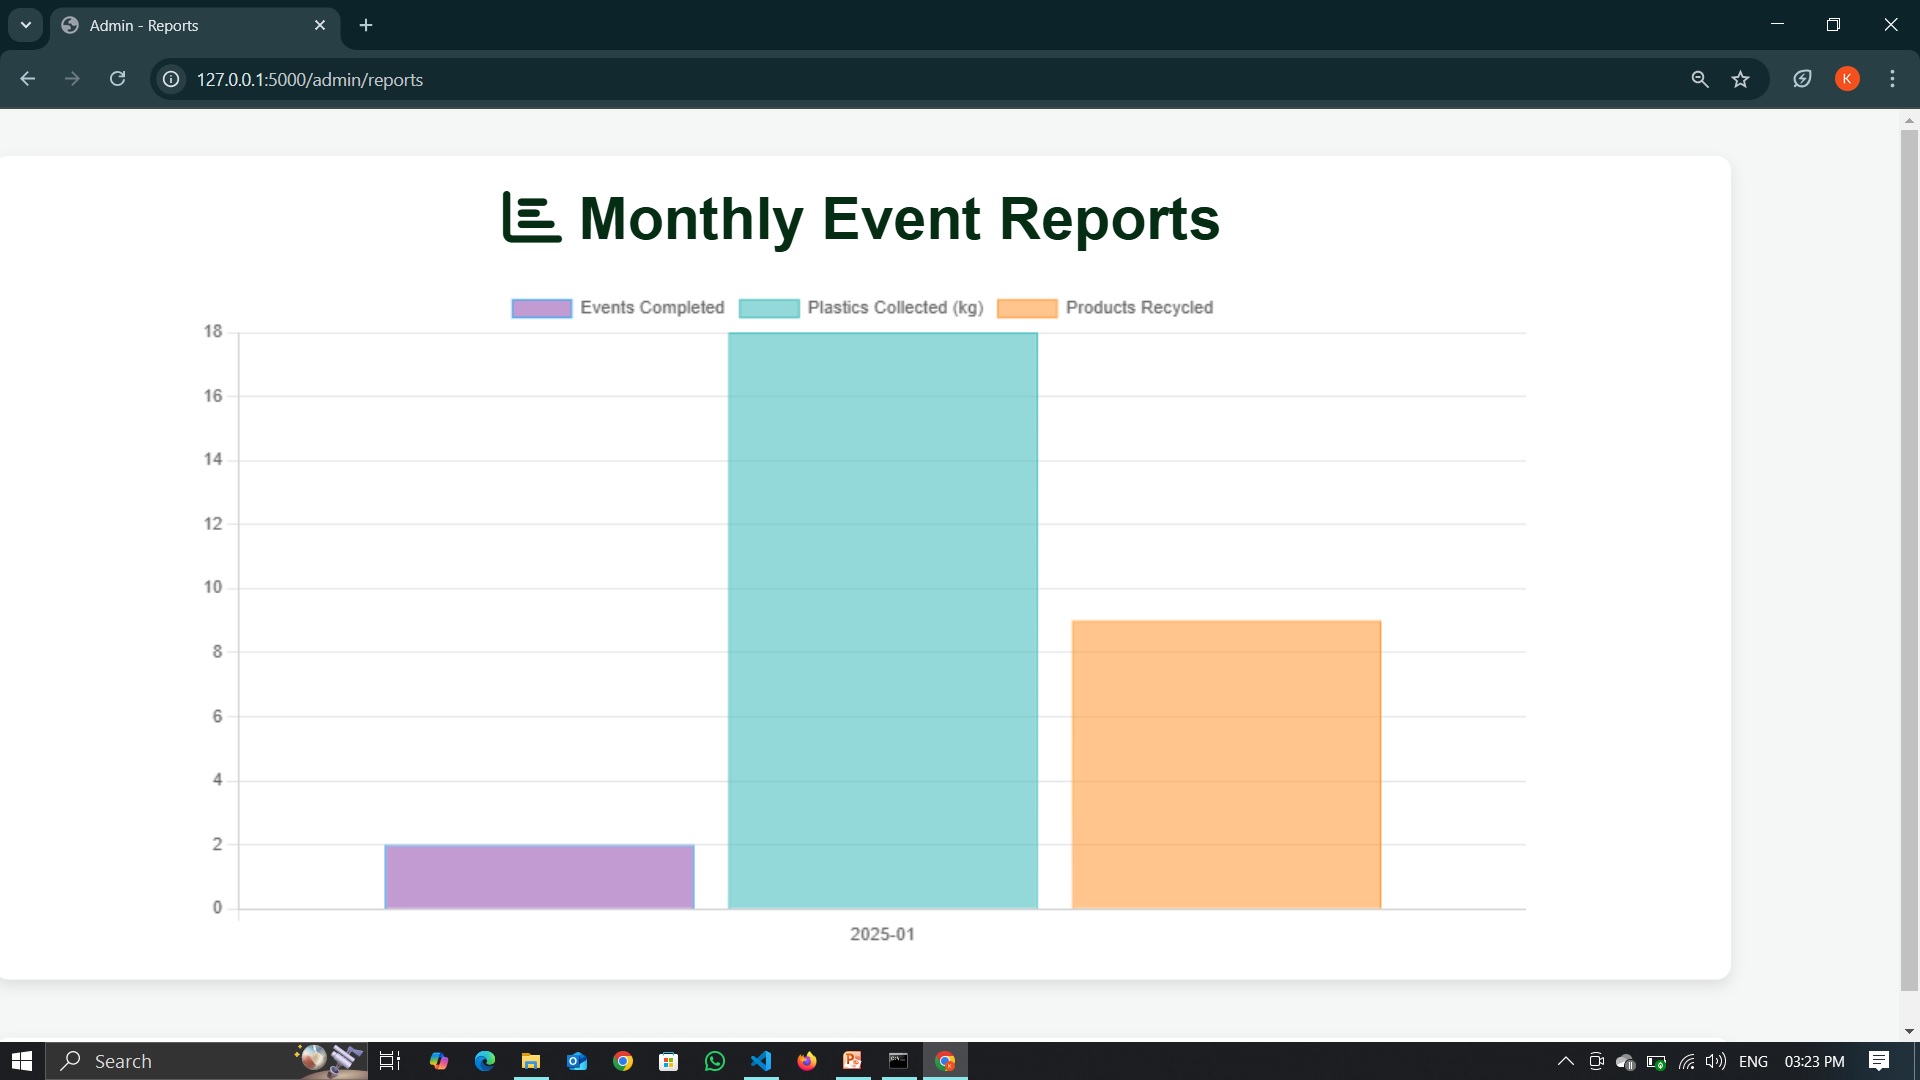 Admin - Reports
127.0.0.1:5000/admin/reports
K
Monthly Event Reports
Events Completed Plastics Collected (kg) Products Recycled
18
16
14
12
10
8
6
4
2
0
2025-01
Search
ENG 03:23 PM